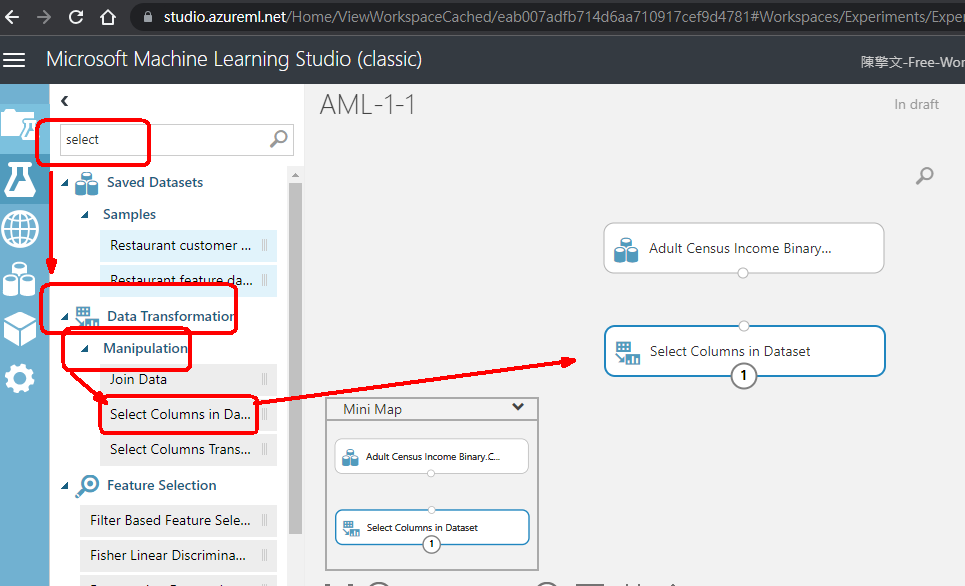 studio.azureml.net/Home/ViewWorkspaceCached/eab007adfb714d6aa710917cef9d4781#Workspaces/Experiments/Exper
Microsoft Machine Learning Studio (classic)
陳擎文-Free-Wor
select
AML-1-1
In draft
Saved Datasets
Samples
Restaurant customer ...
Restaurant feature da...
Data Transformation
Manipulation
Join Data
Select Columns in Da...
Select Columns Trans...
Feature Selection
Filter Based Feature Sele...
Fisher Linear Discrimina...
Adult Census Income Binary...
Select Columns in Dataset
1
Mini Map
Adult Census Income Binary.C...
Select Columns in Dataset
1